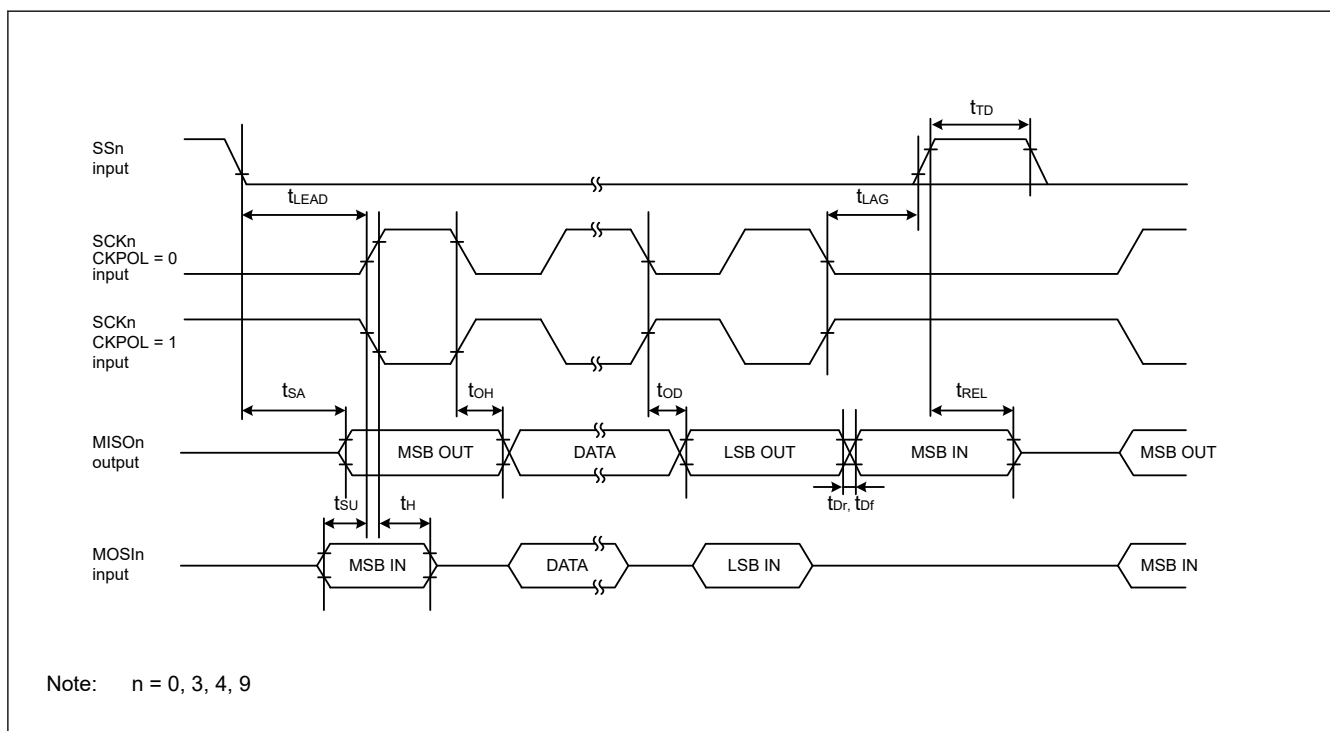 tTD
SSn
input
tLEAD
tLAG
SCKn
CKPOL = 0
input
SCKn
CKPOL = 1
input
tSA
tOH
tOD
tREL
MISOn
output
MSB OUT
DATA
LSB OUT
MSB IN
MSB OUT
tSU
tH
tDr, tDf
MOSIn
input
MSB IN
DATA
LSB IN
MSB IN
Note: n = 0, 3, 4, 9